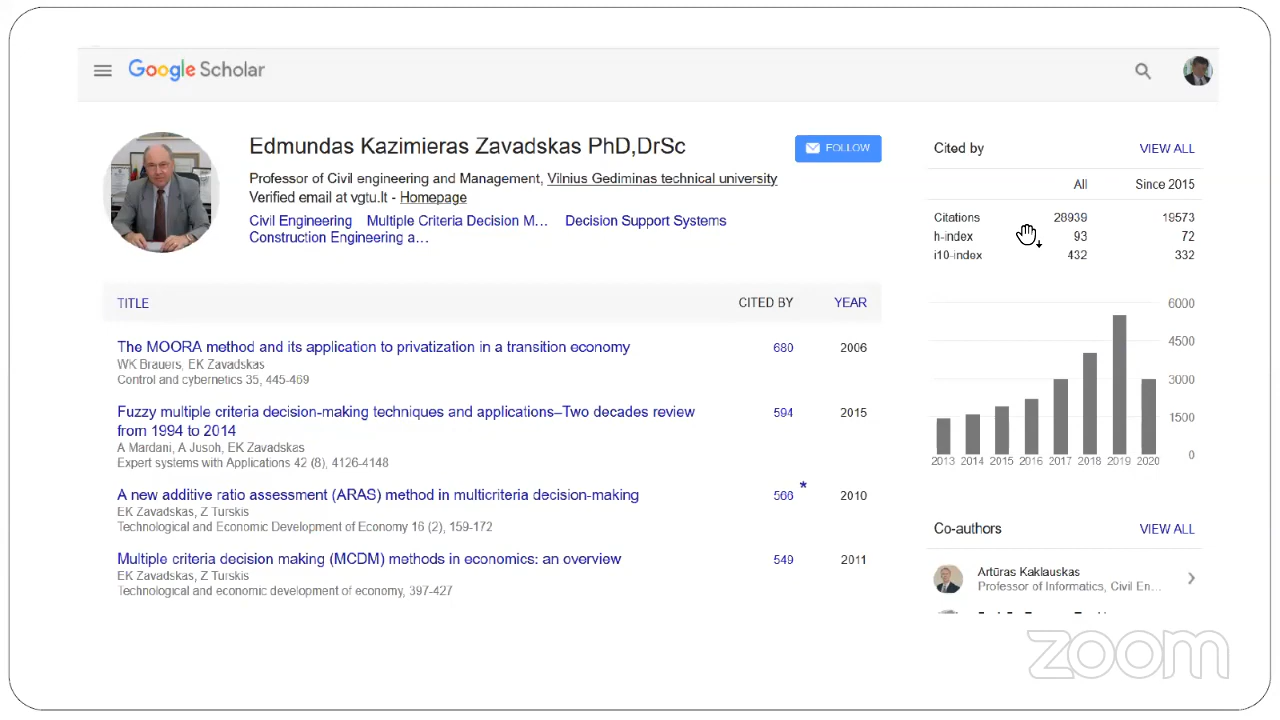 Google Scholar
Edmundas Kazimieras Zavadskas PhD,DrSc
FOLLOW
Professor of Civil engineering and Management, Vilnius Gediminas technical university
Verified email at vgtu.lt - Homepage
Civil Engineering Multiple Criteria Decision M... Decision Support Systems
Construction Engineering a...
TITLE CITED BY YEAR
The MOORA method and its application to privatization in a transition economy 680 2006
WK Brauers, EK Zavadskas
Control and cybernetics 35, 445-469
Fuzzy multiple criteria decision-making techniques and applications–Two decades review 594 2015
from 1994 to 2014
A Mardani, A Jusoh, EK Zavadskas
Expert systems with Applications 42 (8), 4126-4148
A new additive ratio assessment (ARAS) method in multicriteria decision-making 566 * 2010
EK Zavadskas, Z Turskis
Technological and Economic Development of Economy 16 (2), 159-172
Multiple criteria decision making (MCDM) methods in economics: an overview 549 2011
EK Zavadskas, Z Turskis
Technological and economic development of economy, 397-427
Cited by VIEW ALL
All Since 2015
Citations 28939 19573
h-index 93 72
i10-index 432 332
6000
4500
3000
1500
0
2013 2014 2015 2016 2017 2018 2019 2020
Co-authors VIEW ALL
Artūras Kaklauskas
Professor of Informatics, Civil En...
zoom